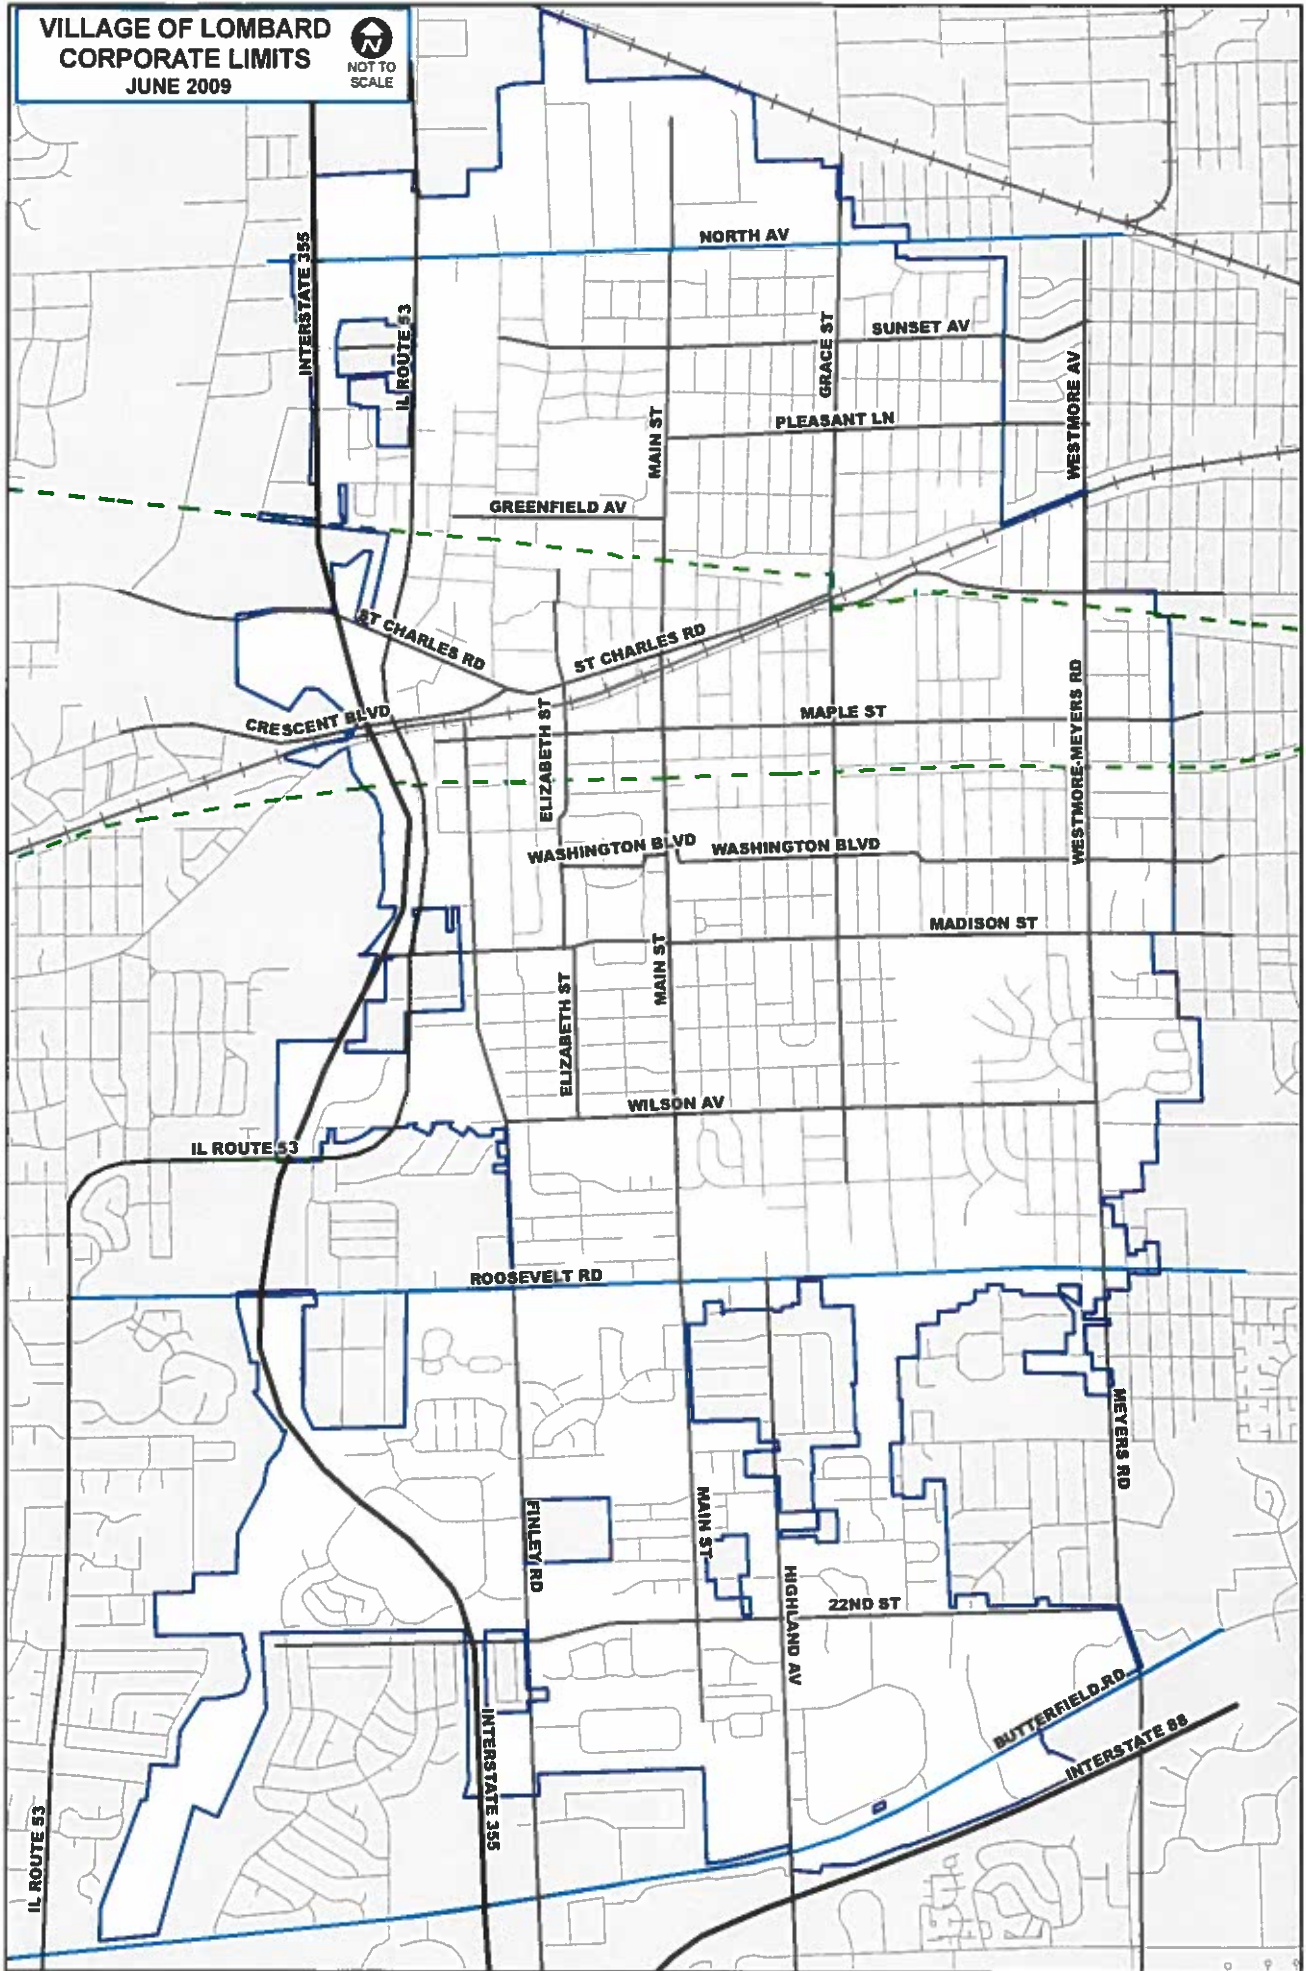 VILLAGE OF LOMBARD
CORPORATE LIMITS
JUNE 2009
N
NOT TO
SCALE
NORTH AV
INTERSTATE 355
IL ROUTE 53
SUNSET AV
GRACE ST
WESTMORE AV
MAIN ST
PLEASANT LN
GREENFIELD AV
ST CHARLES RD
ST CHARLES RD
CRESCENT BLVD
ELIZABETH ST
MAPLE ST
WESTMORE-MEYERS RD
WASHINGTON BLVD
WASHINGTON BLVD
MADISON ST
MAIN ST
ELIZABETH ST
WILSON AV
IL ROUTE 53
ROOSEVELT RD
MEYERS RD
FINLEY RD
MAIN ST
HIGHLAND AV
22ND ST
BUTTERFIELD RD
INTERSTATE 88
INTERSTATE 355
IL ROUTE 53